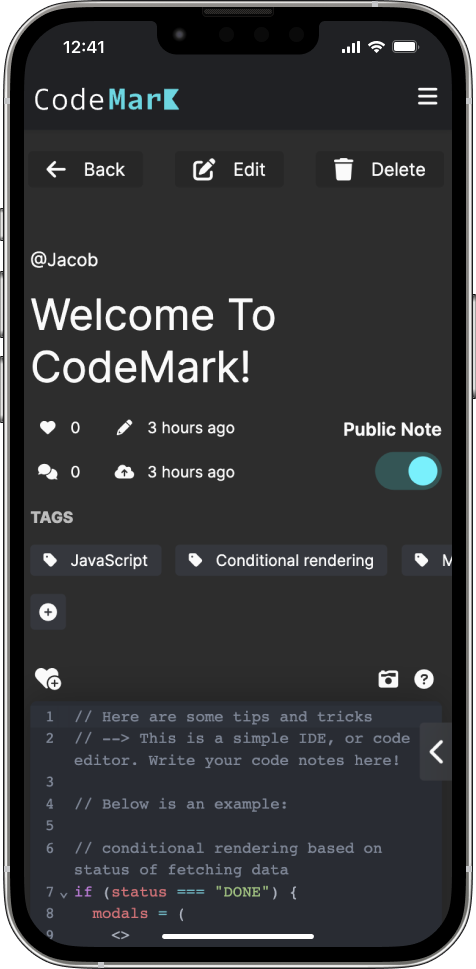 12:41
CodeMark
Back Edit Delete
@Jacob
Welcome To
CodeMark!
0 3 hours ago Public Note
0 3 hours ago
TAGS
JavaScript Conditional rendering M
1 // Here are some tips and tricks
2 // --> This is a simple IDE, or code
editor. Write your code notes here!
3
4 // Below is an example:
5
6 // conditional rendering based on
status of fetching data
7 if (status === "DONE") {
8 modals = (
9 <>